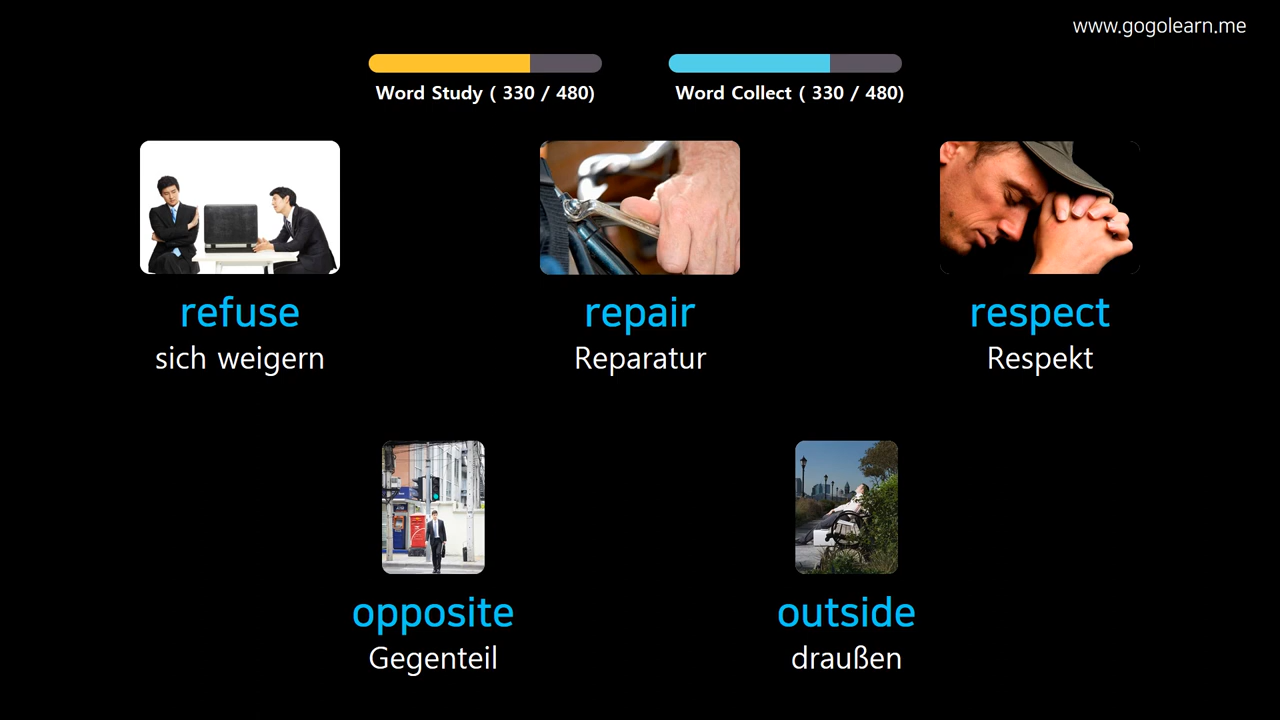 www.gogolearn.me
Word Study ( 330 / 480)
Word Collect ( 330 / 480)
refuse
sich weigern
repair
Reparatur
respect
Respekt
opposite
Gegenteil
outside
draußen